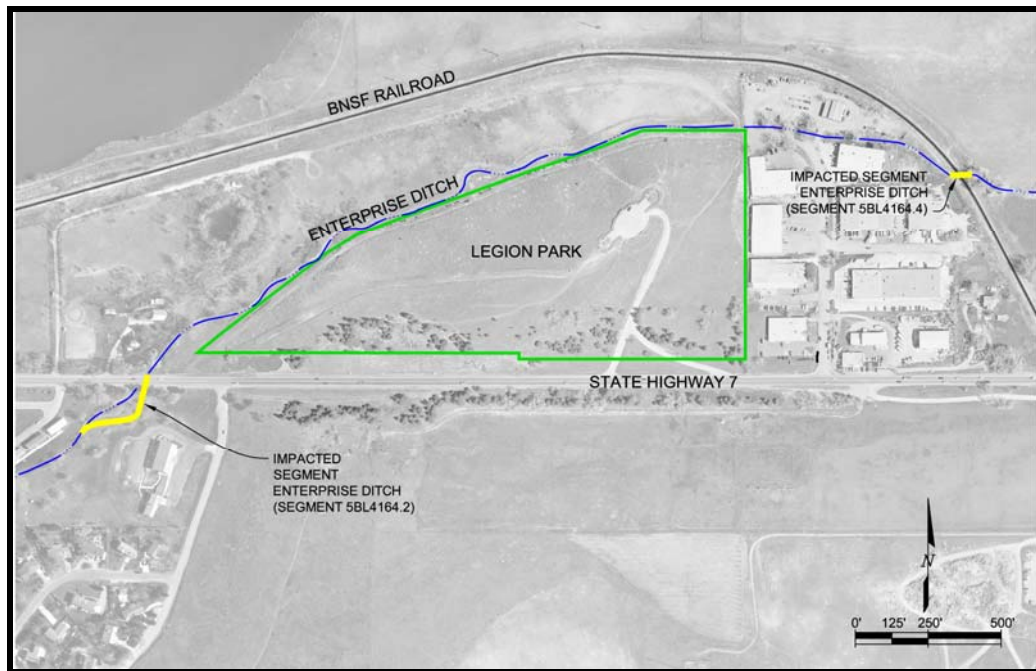 BNSF RAILROAD
ENTERPRISE DITCH
IMPACTED SEGMENT
ENTERPRISE DITCH
(SEGMENT 5BL4164.4)
LEGION PARK
STATE HIGHWAY 7
IMPACTED
SEGMENT
ENTERPRISE DITCH
(SEGMENT 5BL4164.2)
N
0' 125' 250' 500'